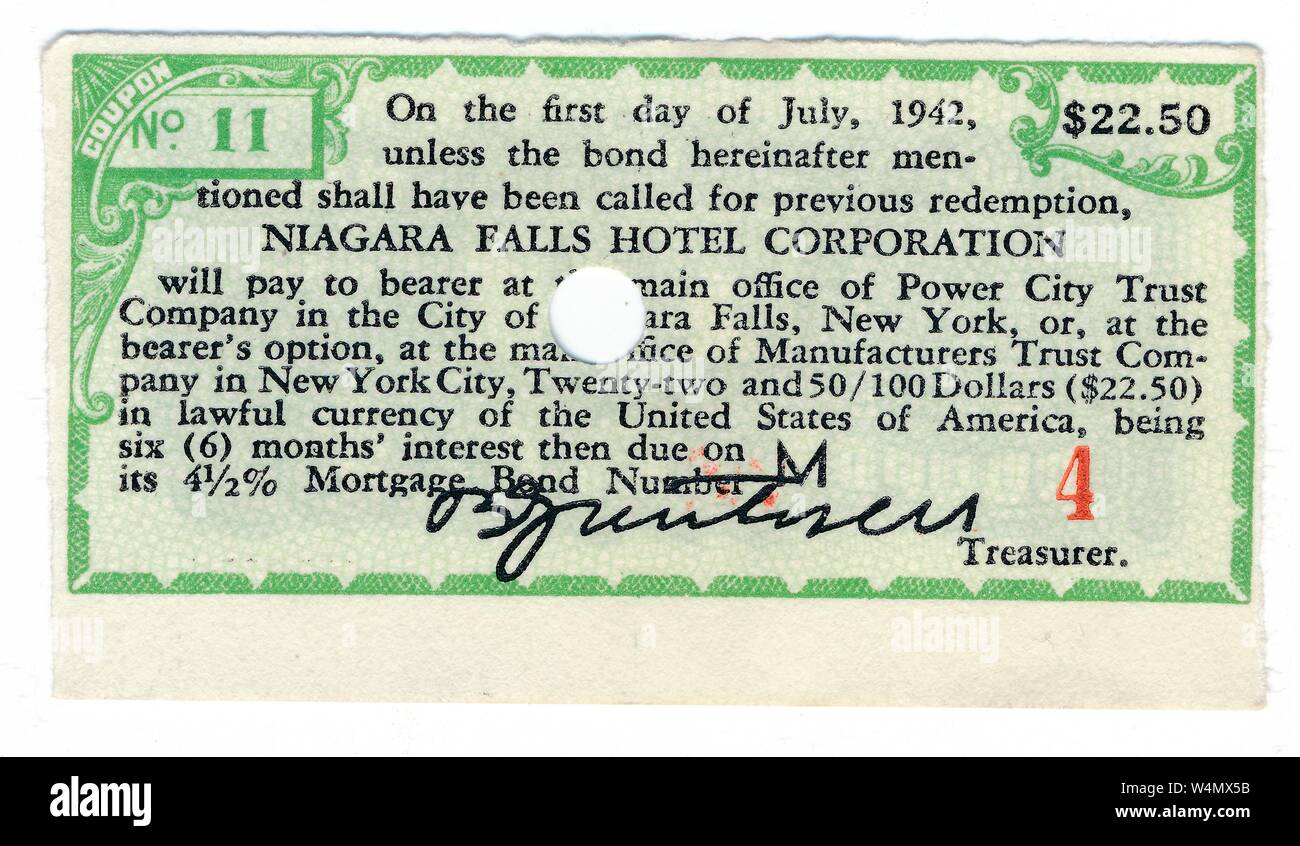 COUPON
No. 11
$22.50
On the first day of July, 1942,
unless the bond hereinafter men-
tioned shall have been called for previous redemption,
NIAGARA FALLS HOTEL CORPORATION
will pay to bearer at main office of Power City Trust
Company in the City of ara Falls, New York, or, at the
bearer's option, at the ma ffice of Manufacturers Trust Com-
pany in New York City, Twenty-two and 50/100 Dollars ($22.50)
in lawful currency of the United States of America, being
six (6) months' interest then due on
its 4½% Mortgage Bond Number M 4
Treasurer.
alamy
Image ID: W4MX5B
www.alamy.com